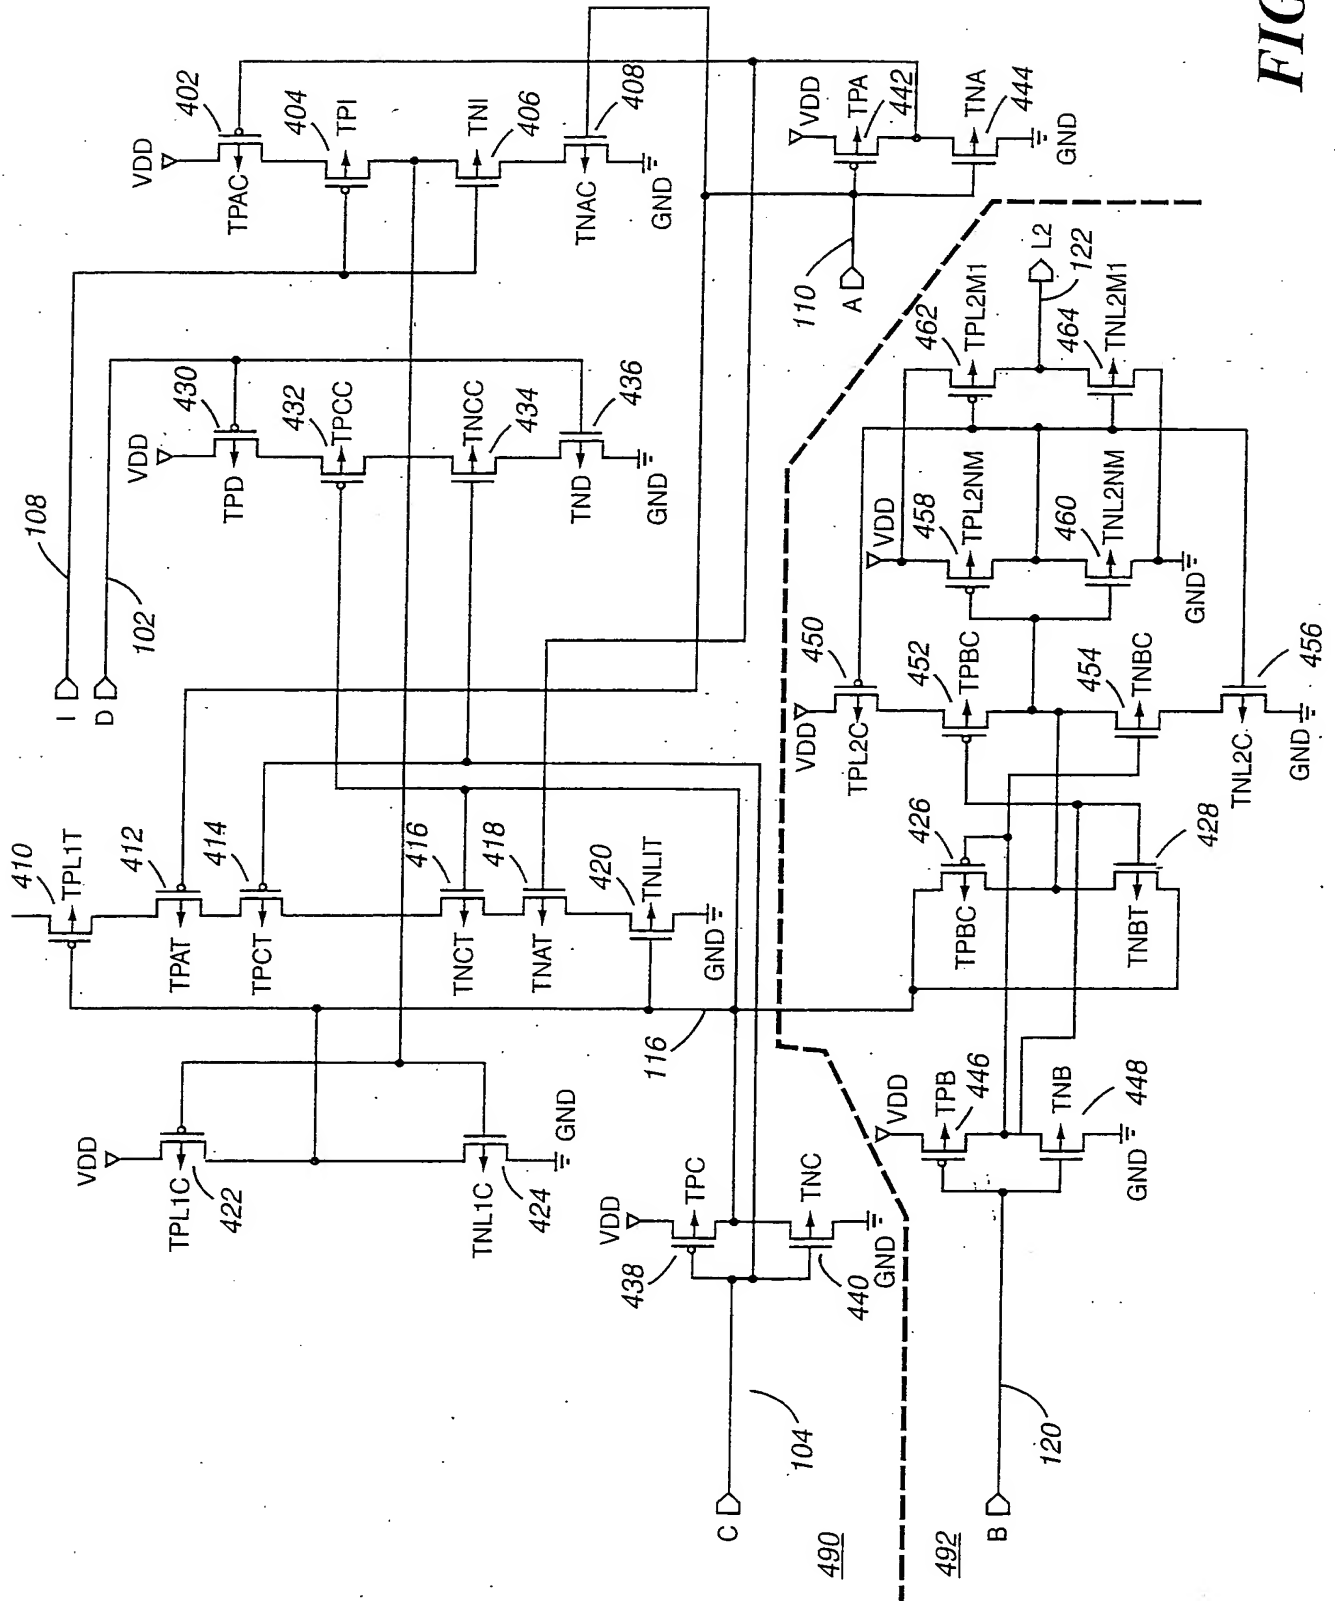 FIG
402
VDD
TPAC
404
TPI
TNI
406
408
TNAC
GND
VDD
TPA
442
TNA
444
GND
110
A
108
102
I
D
430
VDD
TPD
432
TPCC
TNCC
434
436
TND
GND
410
TPL1T
412
TPAT
414
TPCT
416
TNCT
418
TNAT
420
TNLIT
GND
116
VDD
TPL1C
422
TNL1C
424
GND
VDD
TPC
438
TNC
440
GND
C
104
490
492
B
120
VDD
TPB
446
TNB
448
GND
426
TPBC
TNBT
428
450
VDD
TPL2C
452
TPBC
454
TNBC
456
TNL2C
GND
VDD
458
TPL2NM
460
TNL2NM
GND
462
TPL2M1
464
TNL2M1
L2
122